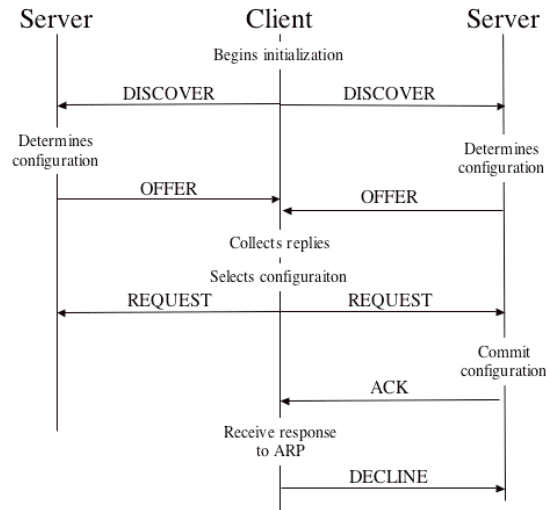 Server Client Server
Begins initialization
DISCOVER DISCOVER
Determines
configuration
Determines
configuration
OFFER
OFFER
Collects replies
Selects configuraiton
REQUEST REQUEST
Commit
configuration
ACK
Receive response
to ARP
DECLINE